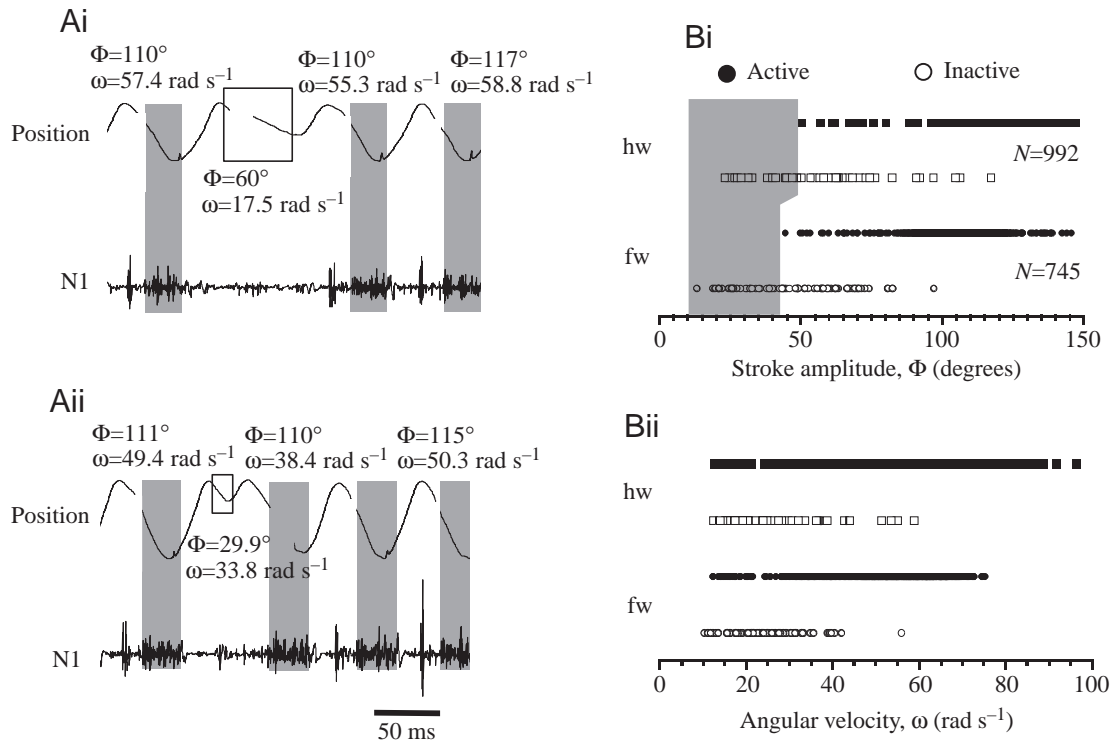 Ai
Φ=110°
ω=57.4 rad s⁻¹
Φ=110°
ω=55.3 rad s⁻¹
Φ=117°
ω=58.8 rad s⁻¹
Position
Φ=60°
ω=17.5 rad s⁻¹
N1
Aii
Φ=111°
ω=49.4 rad s⁻¹
Φ=110°
ω=38.4 rad s⁻¹
Φ=115°
ω=50.3 rad s⁻¹
Position
Φ=29.9°
ω=33.8 rad s⁻¹
N1
50 ms
Bi
Active
Inactive
hw
N=992
fw
N=745
0 50 100 150
Stroke amplitude, Φ (degrees)
Bii
hw
fw
0 20 40 60 80 100
Angular velocity, ω (rad s⁻¹)